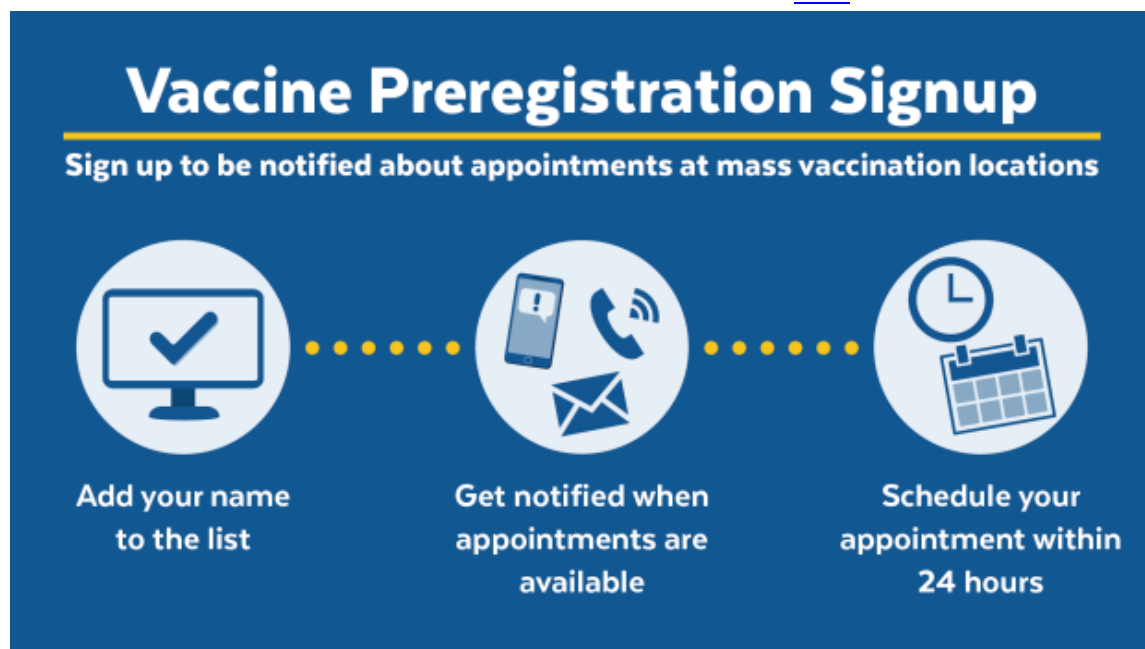 Vaccine Preregistration Signup
Sign up to be notified about appointments at mass vaccination locations
Add your name
to the list
Get notified when
appointments are
available
Schedule your
appointment within
24 hours